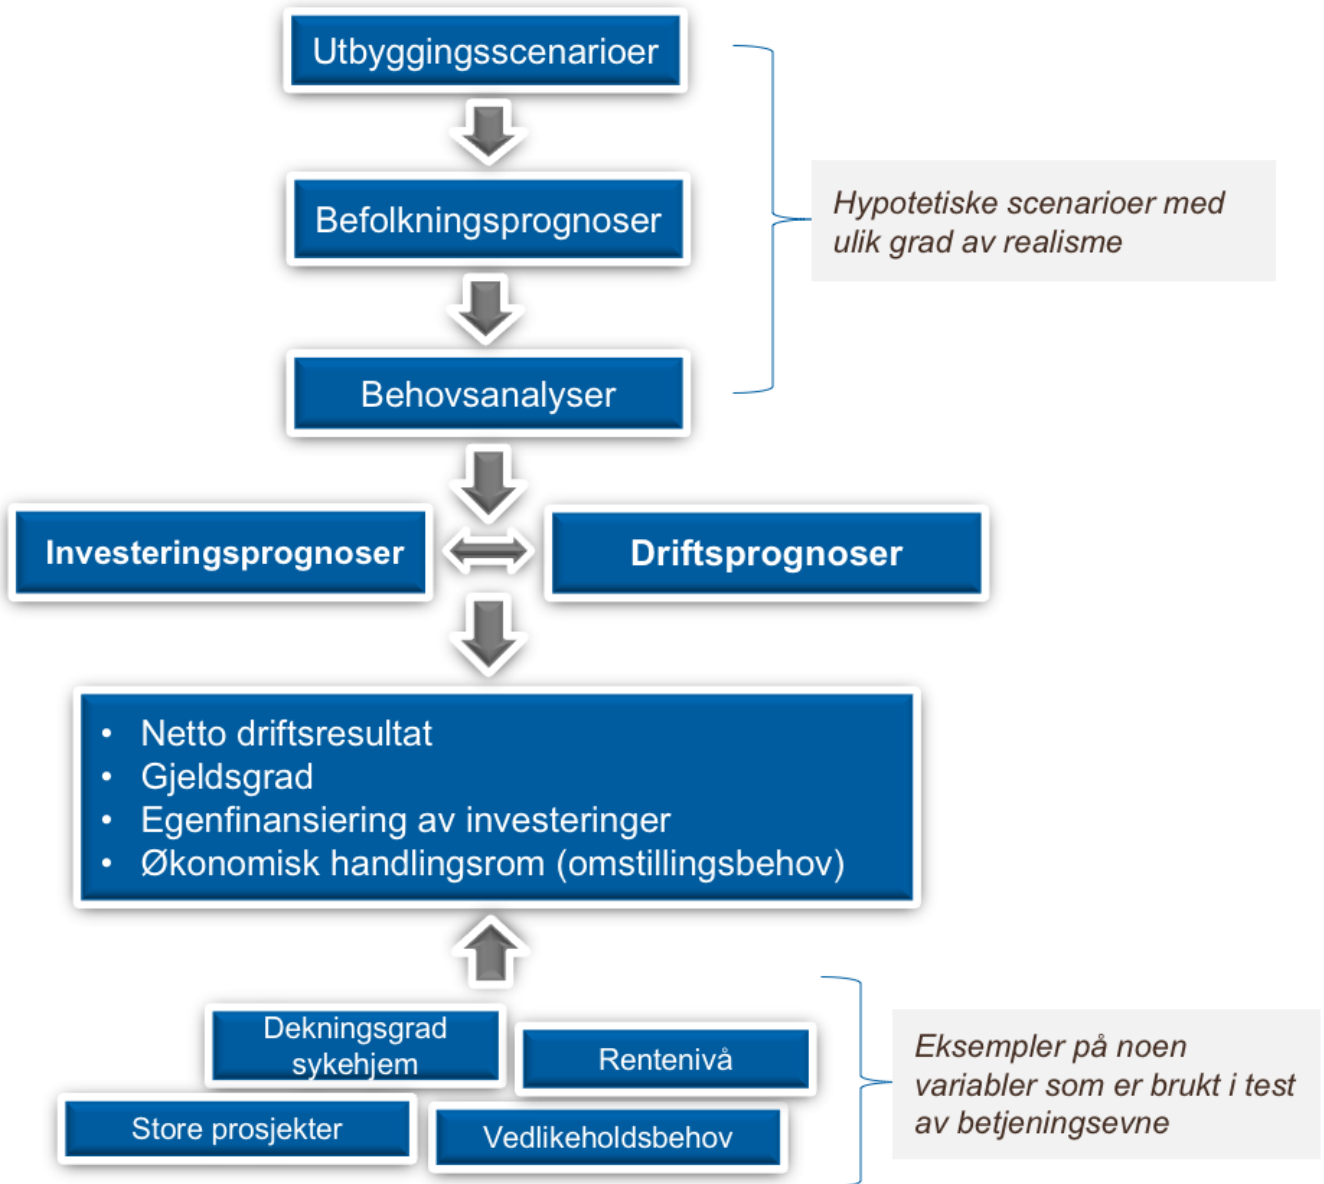 Utbyggingsscenarioer
Befolkningsprognoser
Hypotetiske scenarioer med
ulik grad av realisme
Behovsanalyser
Investeringsprognoser
Driftsprognoser
• Netto driftsresultat
• Gjeldsgrad
• Egenfinansiering av investeringer
• Økonomisk handlingsrom (omstillingsbehov)
Dekningsgrad
sykehjem
Rentenivå
Store prosjekter
Vedlikeholdsbehov
Eksempler på noen
variabler som er brukt i test
av betjeningsevne